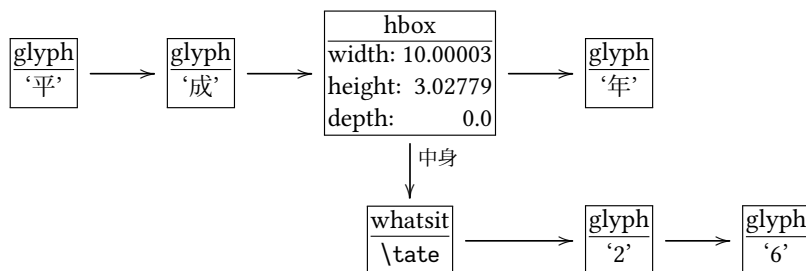 glyph
‘平’
glyph
‘成’
hbox
width: 10.00003
height: 3.02779
depth: 0.0
glyph
‘年’
中身
whatsit
\tate
glyph
‘2’
glyph
‘6’